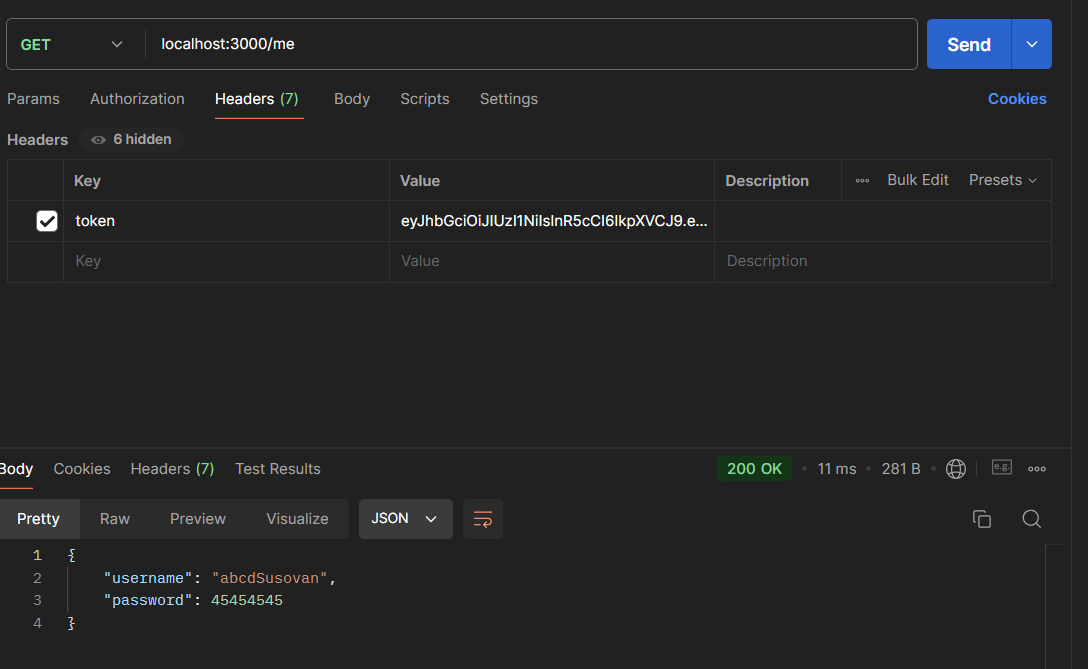 GET localhost:3000/me Send
Params Authorization Headers (7) Body Scripts Settings Cookies
Headers 6 hidden
Key Value Description Bulk Edit Presets
token eyJhbGciOiJIUzI1NiIsInR5cCI6IkpXVCJ9.e...
Key Value Description
Body Cookies Headers (7) Test Results 200 OK 11 ms 281 B e.g.
Pretty Raw Preview Visualize JSON
1 {
2 "username": "abcdSusovan",
3 "password": 45454545
4 }